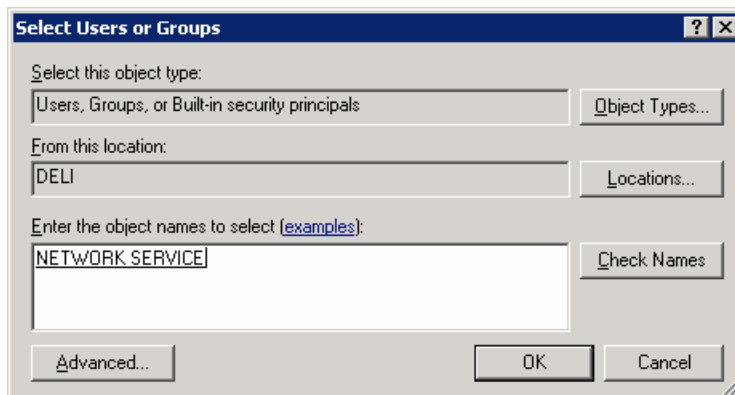 Select Users or Groups
Select this object type:
Users, Groups, or Built-in security principals
Object Types...
From this location:
DELI
Locations...
Enter the object names to select (examples):
NETWORK SERVICE
Check Names
Advanced...
OK
Cancel